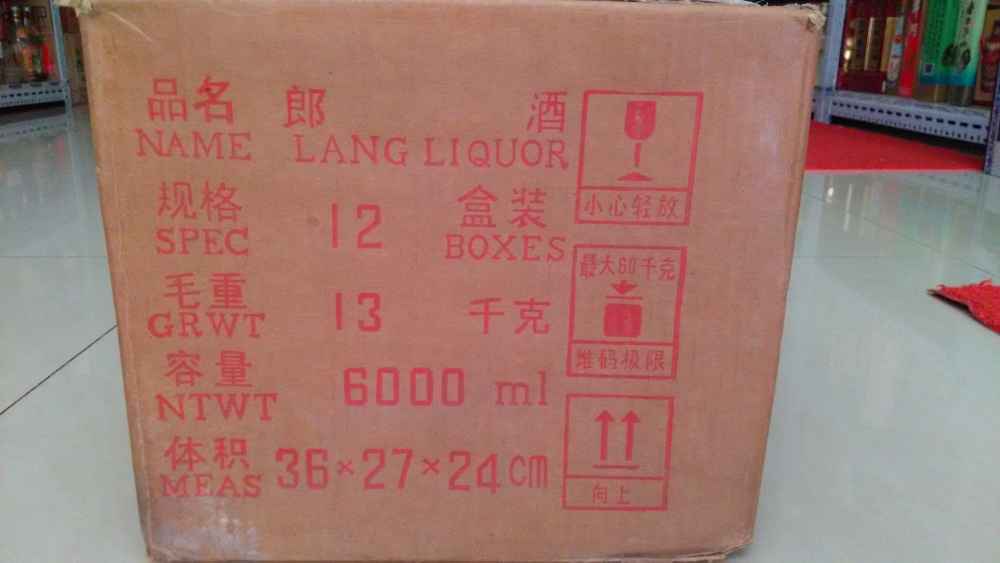 品名 郎 酒
NAME LANG LIQUOR
规格 12 盒装
SPEC BOXES
毛重 13 千克
GRWT
容量 6000 ml
NTWT
体积 36×27×24cm
MEAS
小心轻放
最大60千克
堆码极限
向上